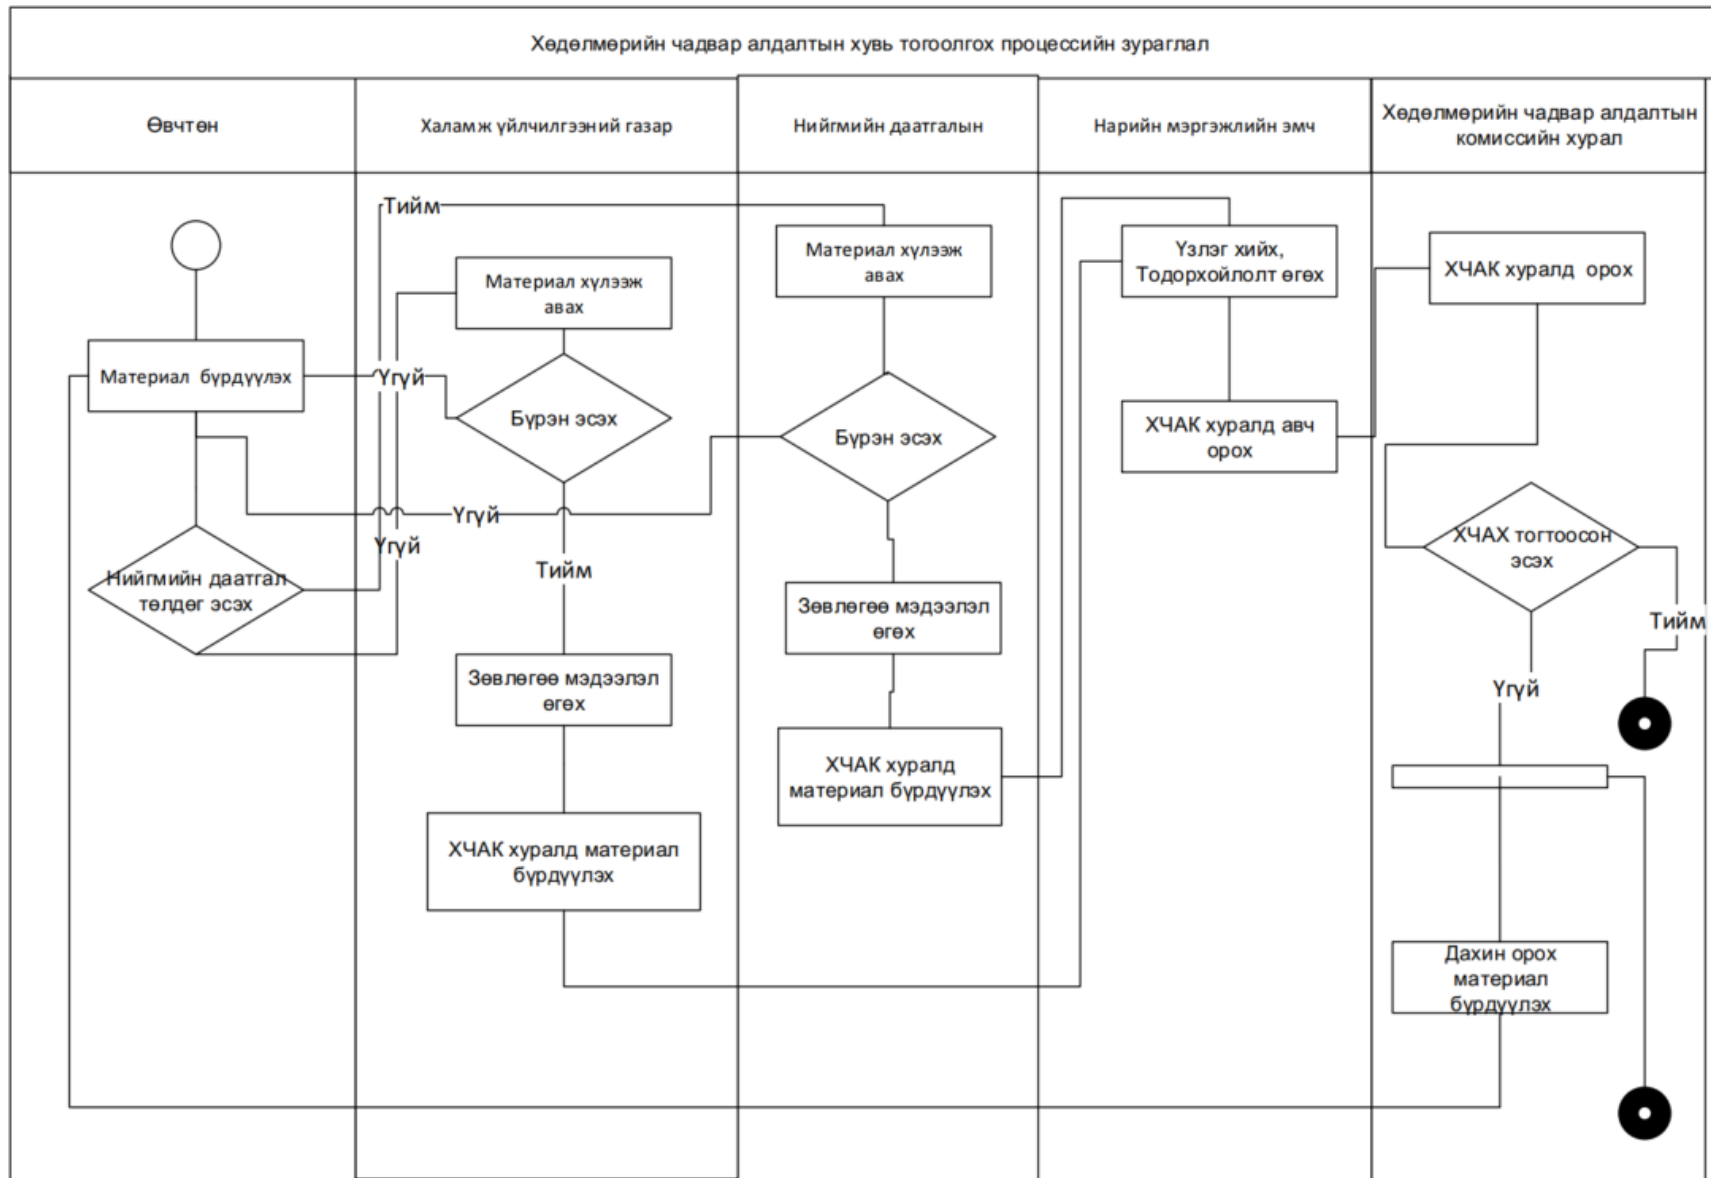 Хөдөлмөрийн чадвар алдалтын хувь тогоолгох процессийн зураглал
Өвчтөн
Халамж үйлчилгээний газар
Нийгмийн даатгалын
Нарийн мэргэжлийн эмч
Хөдөлмөрийн чадвар алдалтын
комиссийн хурал
Материал бүрдүүлэх
Нийгмийн даатгал
төлдөг эсэх
Тийм
Үгүй
Үгүй
Үгүй
Материал хүлээж
авах
Бүрэн эсэх
Тийм
Зөвлөгөө мэдээлэл
өгөх
ХЧАК хуралд материал
бүрдүүлэх
Материал хүлээж
авах
Бүрэн эсэх
Зөвлөгөө мэдээлэл
өгөх
ХЧАК хуралд
материал бүрдүүлэх
Үзлэг хийх,
Тодорхойлолт өгөх
ХЧАК хуралд авч
орох
ХЧАК хуралд орох
ХЧАХ тогтоосон
эсэх
Тийм
Үгүй
Дахин орох
материал
бүрдүүлэх